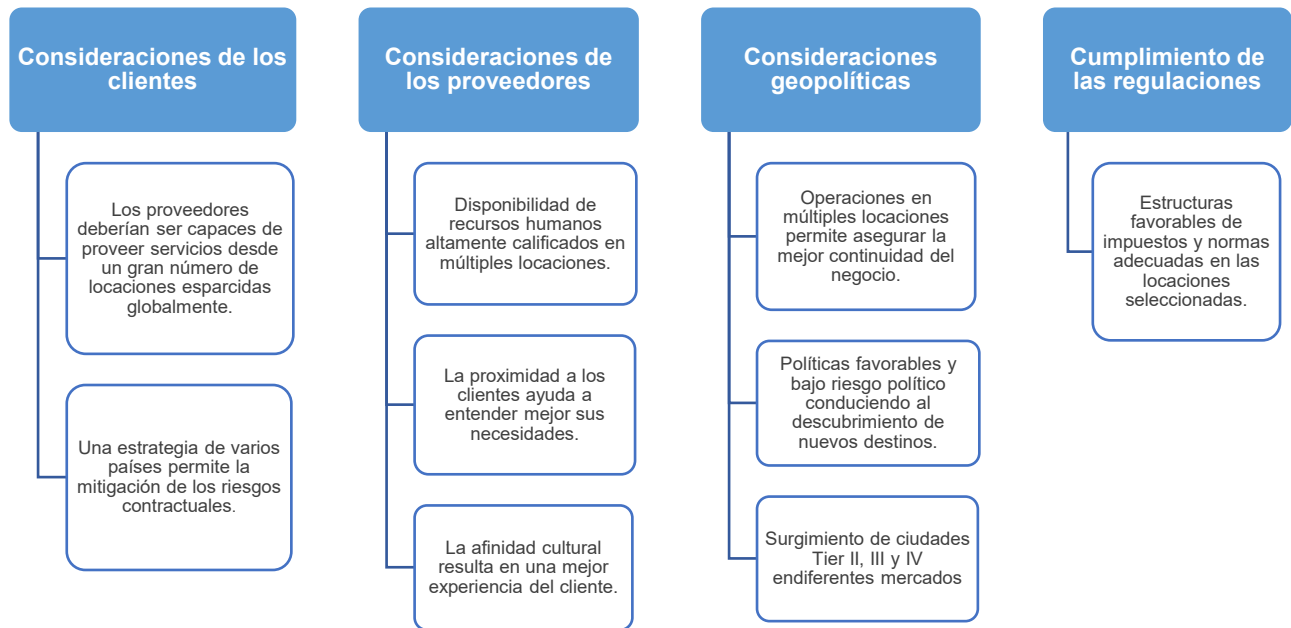 Consideraciones de los
clientes
Los proveedores
deberían ser capaces de
proveer servicios desde
un gran número de
locaciones esparcidas
globalmente.
Una estrategia de varios
países permite la
mitigación de los riesgos
contractuales.
Consideraciones de
los proveedores
Disponibilidad de
recursos humanos
altamente calificados en
múltiples locaciones.
La proximidad a los
clientes ayuda a
entender mejor sus
necesidades.
La afinidad cultural
resulta en una mejor
experiencia del cliente.
Consideraciones
geopolíticas
Operaciones en
múltiples locaciones
permite asegurar la
mejor continuidad del
negocio.
Políticas favorables y
bajo riesgo político
conduciendo al
descubrimiento de
nuevos destinos.
Surgimiento de ciudades
Tier II, III y IV
endiferentes mercados
Cumplimiento de
las regulaciones
Estructuras
favorables de
impuestos y normas
adecuadas en las
locaciones
seleccionadas.